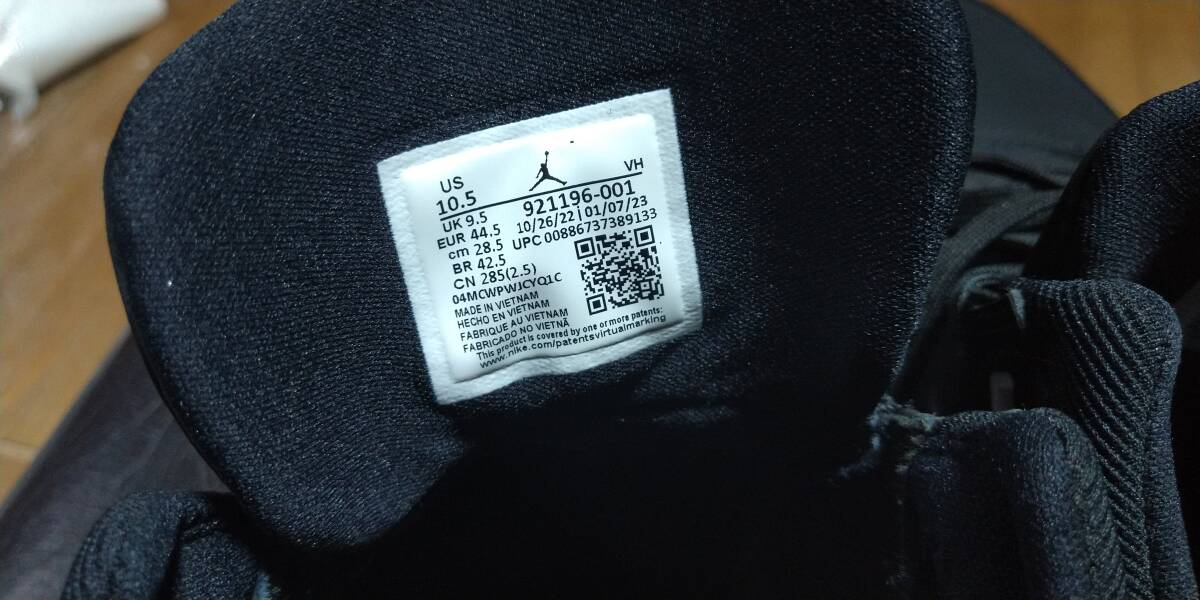 US
10.5
VH
UK 9.5
921196-001
EUR 44.5
10/26/22 | 01/07/23
cm 28.5
UPC 00886737389133
BR 42.5
CN 285(2.5)
04MCWPWJCYQ1C
MADE IN VIETNAM
HECHO EN VIETNAM
FABRIQUE AU VIETNAM
FABRICADO NO VIETNÃ
This product is covered by one or more patents:
www.nike.com/patentsvirtualmarking